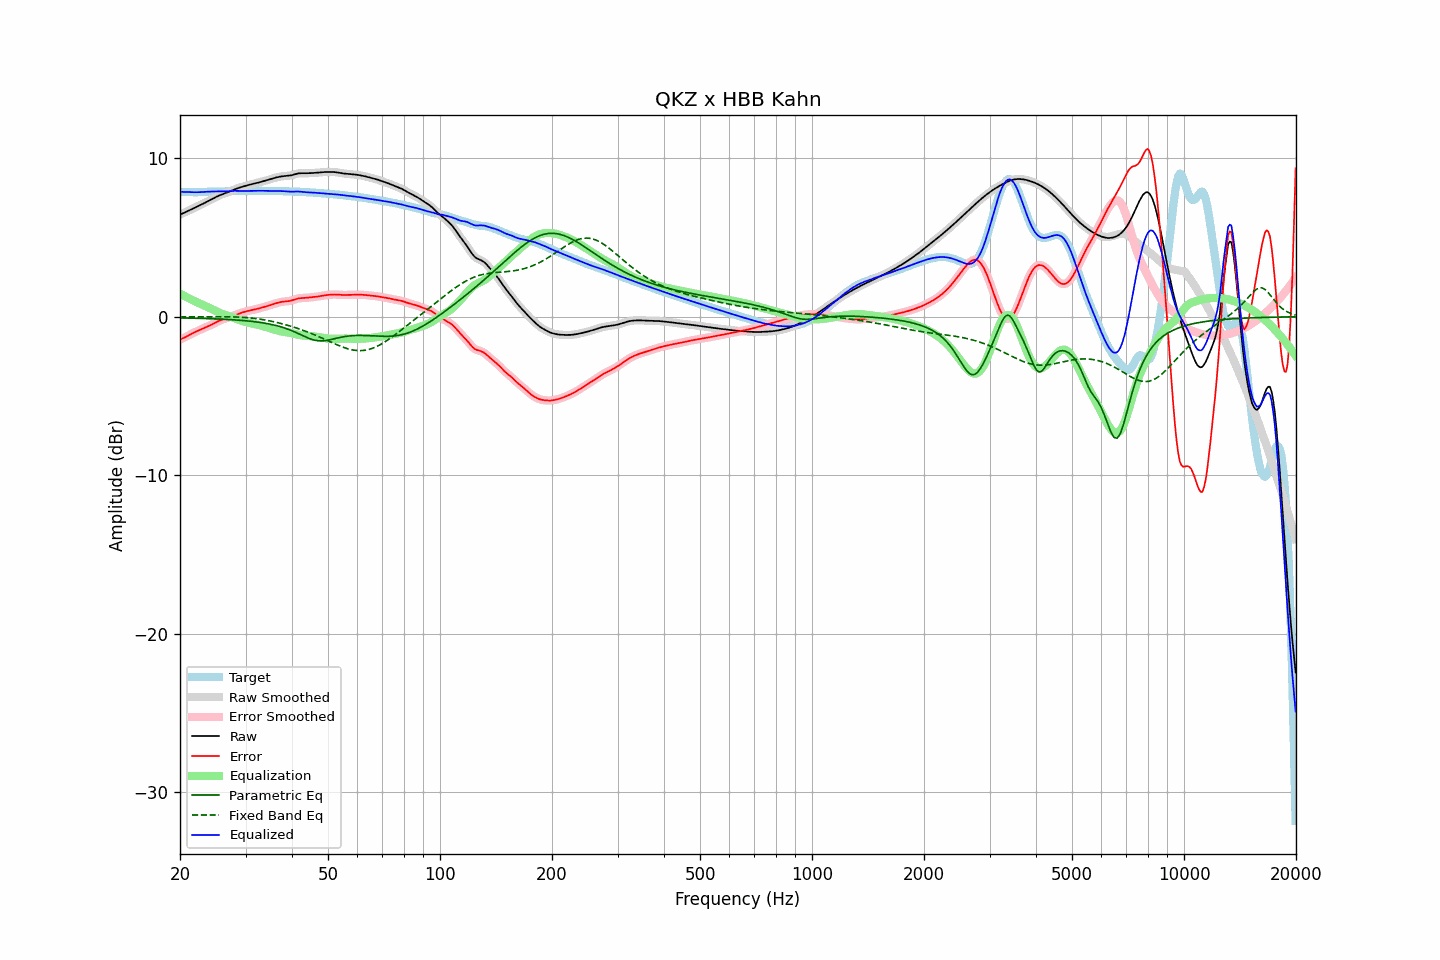 QKZ x HBB Kahn
10
0
−10
−20
−30
Amplitude (dBr)
Target
Raw Smoothed
Error Smoothed
Raw
Error
Equalization
Parametric Eq
Fixed Band Eq
Equalized
20 50 100 200 500 1000 2000 5000 10000 20000
Frequency (Hz)